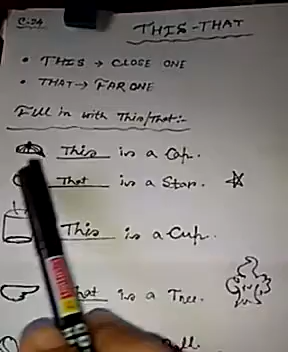 C-24
THIS-THAT
• THIS → CLOSE ONE
• THAT → FAR ONE
Fill in with This/That:-
This is a Cap.
That is a Star.
This is a Cup.
That is a Tree.